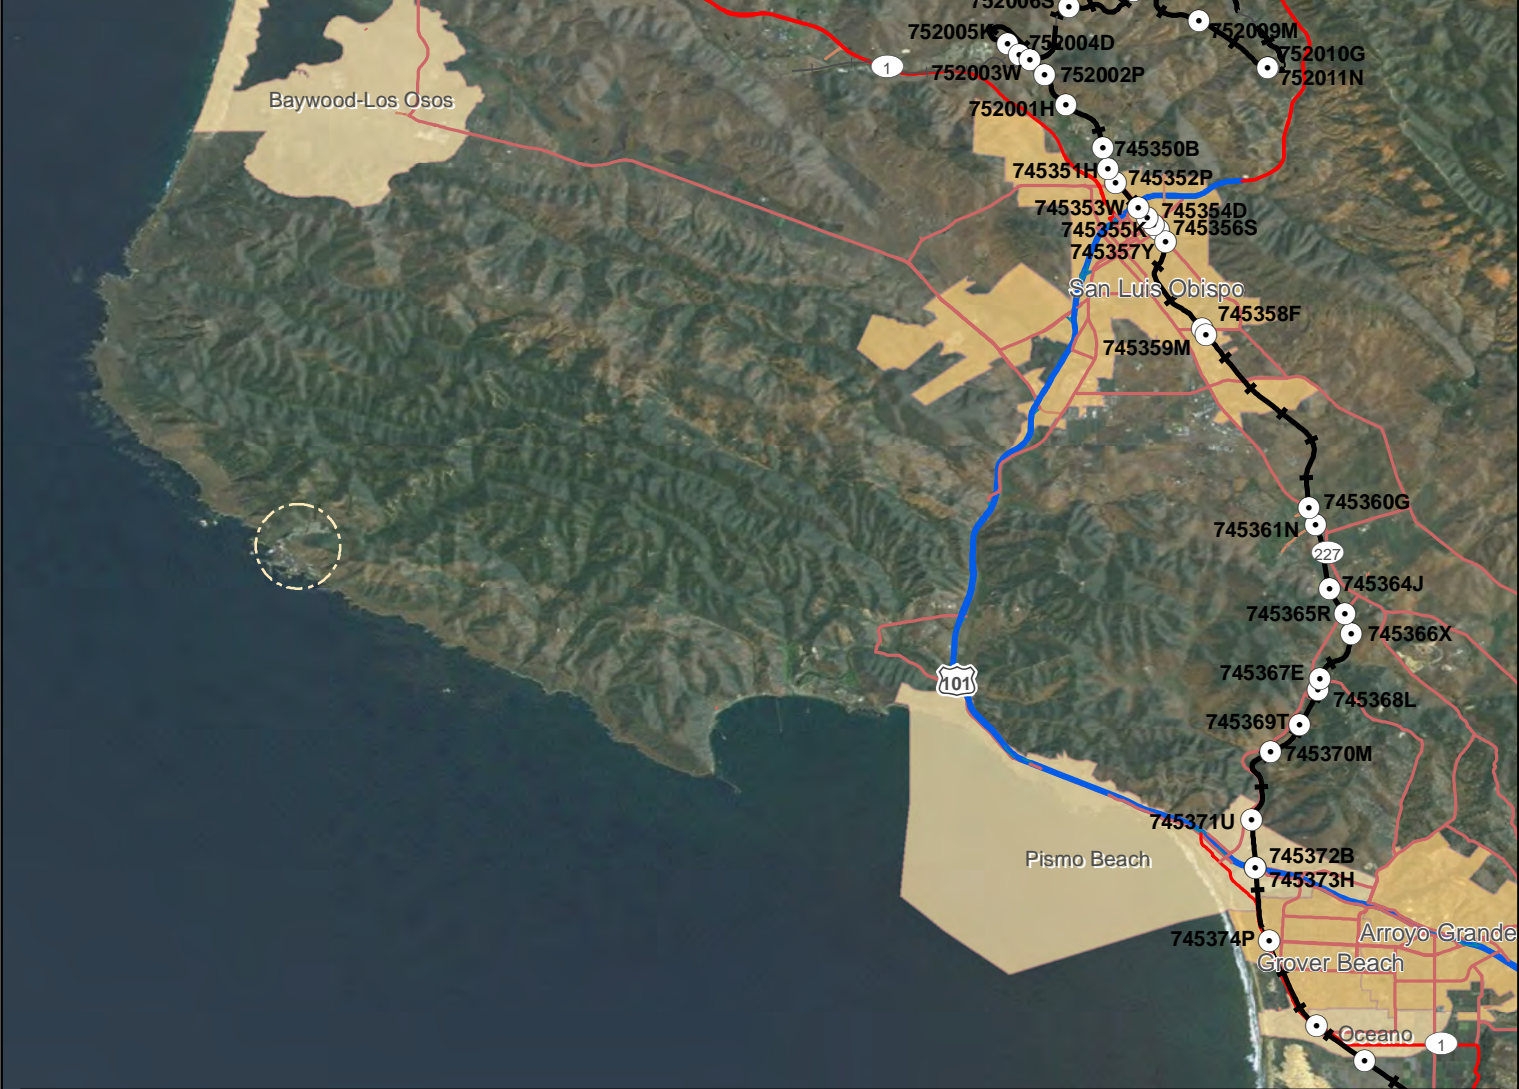 752006S
752005K
752009M
752004D
752010G
1
752003W
752002P
752011N
Baywood-Los Osos
752001H
745350B
745351H
745352P
745353W
745354D
745355K
745356S
745357Y
San Luis Obispo
745358F
745359M
745360G
745361N
227
745364J
745365R
745366X
745367E
101
745368L
745369T
745370M
745371U
745372B
Pismo Beach
745373H
Arroyo Grande
745374P
Grover Beach
Oceano
1